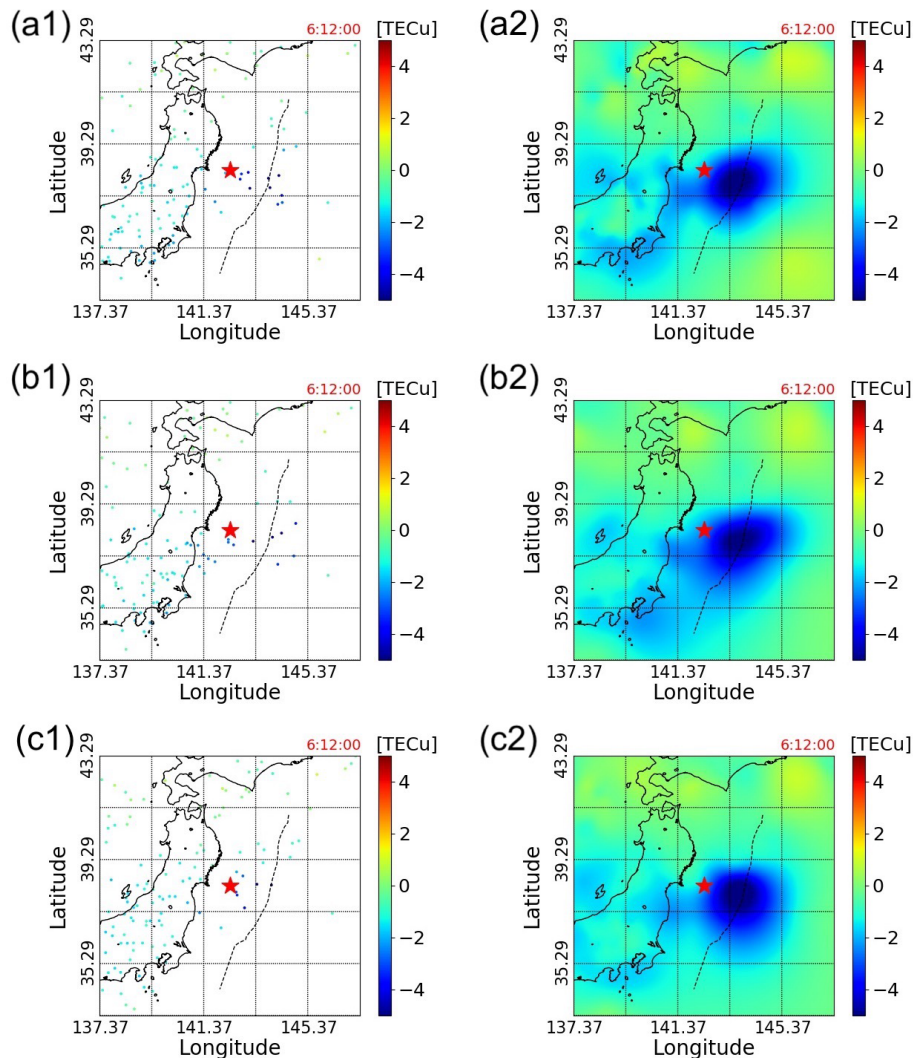 (a1)
6:12:00
[TECu]
43.29
39.29
35.29
Latitude
137.37 141.37 145.37
Longitude
4
2
0
−2
−4
(a2)
6:12:00
[TECu]
43.29
39.29
35.29
Latitude
137.37 141.37 145.37
Longitude
4
2
0
−2
−4
(b1)
6:12:00
[TECu]
43.29
39.29
35.29
Latitude
137.37 141.37 145.37
Longitude
4
2
0
−2
−4
(b2)
6:12:00
[TECu]
43.29
39.29
35.29
Latitude
137.37 141.37 145.37
Longitude
4
2
0
−2
−4
(c1)
6:12:00
[TECu]
43.29
39.29
35.29
Latitude
137.37 141.37 145.37
Longitude
4
2
0
−2
−4
(c2)
6:12:00
[TECu]
43.29
39.29
35.29
Latitude
137.37 141.37 145.37
Longitude
4
2
0
−2
−4